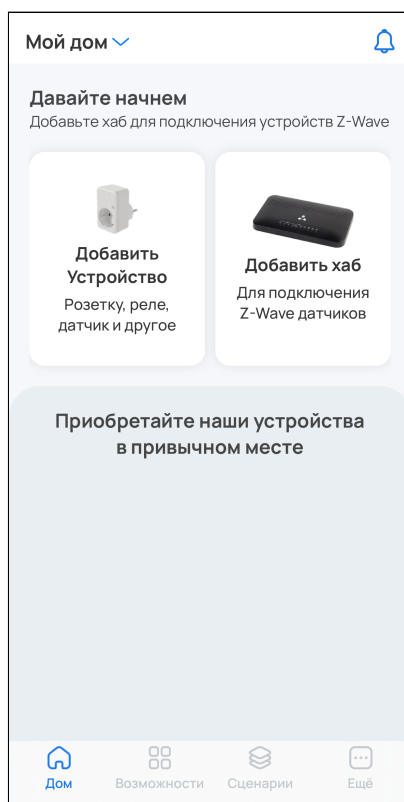 Мой дом
Давайте начнем
Добавьте хаб для подключения устройств Z-Wave
Добавить
Устройство
Розетку, реле,
датчик и другое
Добавить хаб
Для подключения
Z-Wave датчиков
Приобретайте наши устройства
в привычном месте
Дом
Возможности
Сценарии
Ещё